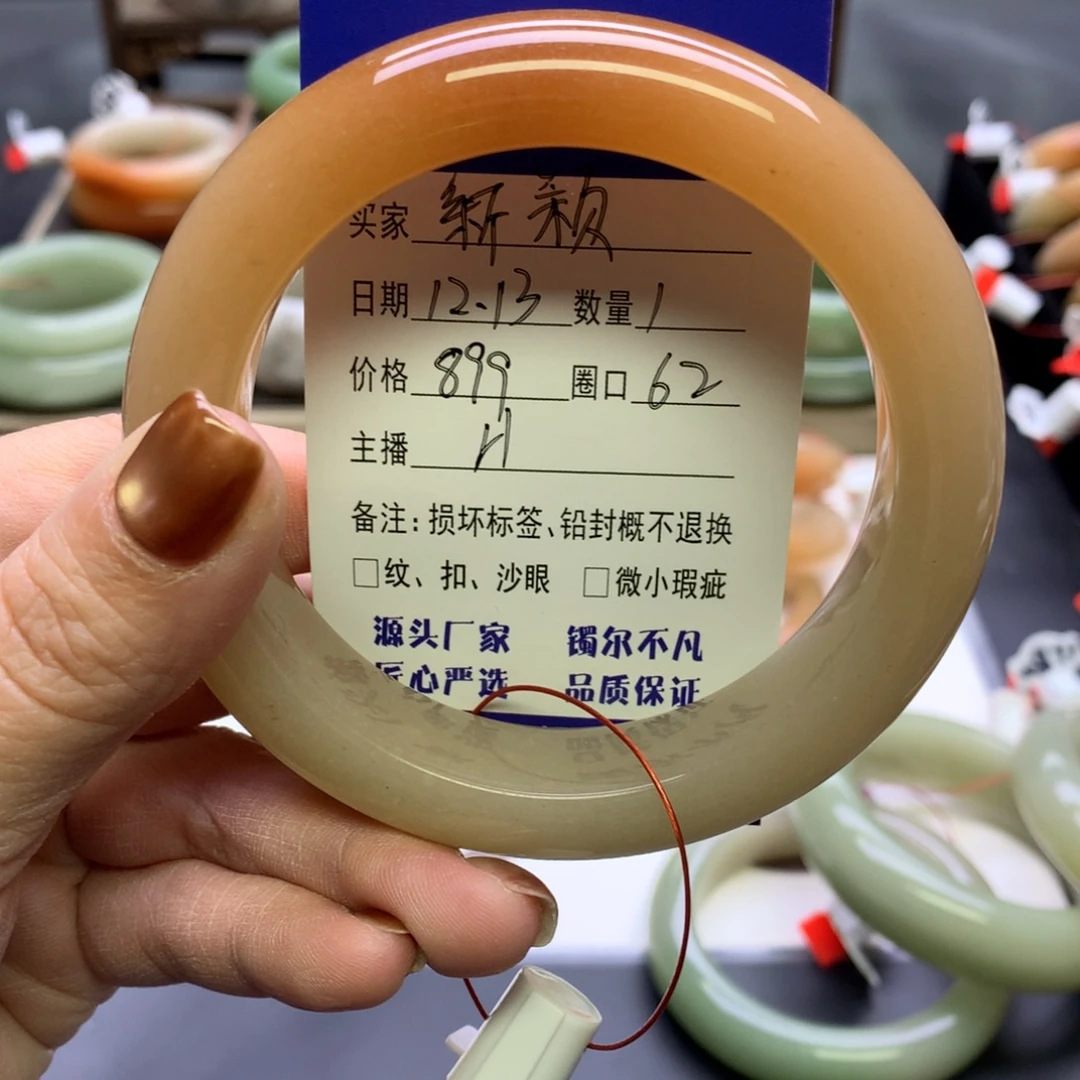 买家 新颖
日期 12.13 数量 1
价格 899 圈口 62
主播 H
备注：损坏标签、铅封概不退换
□纹、扣、沙眼 □微小瑕疵
源头厂家 镯尔不凡
匠心严选 品质保证